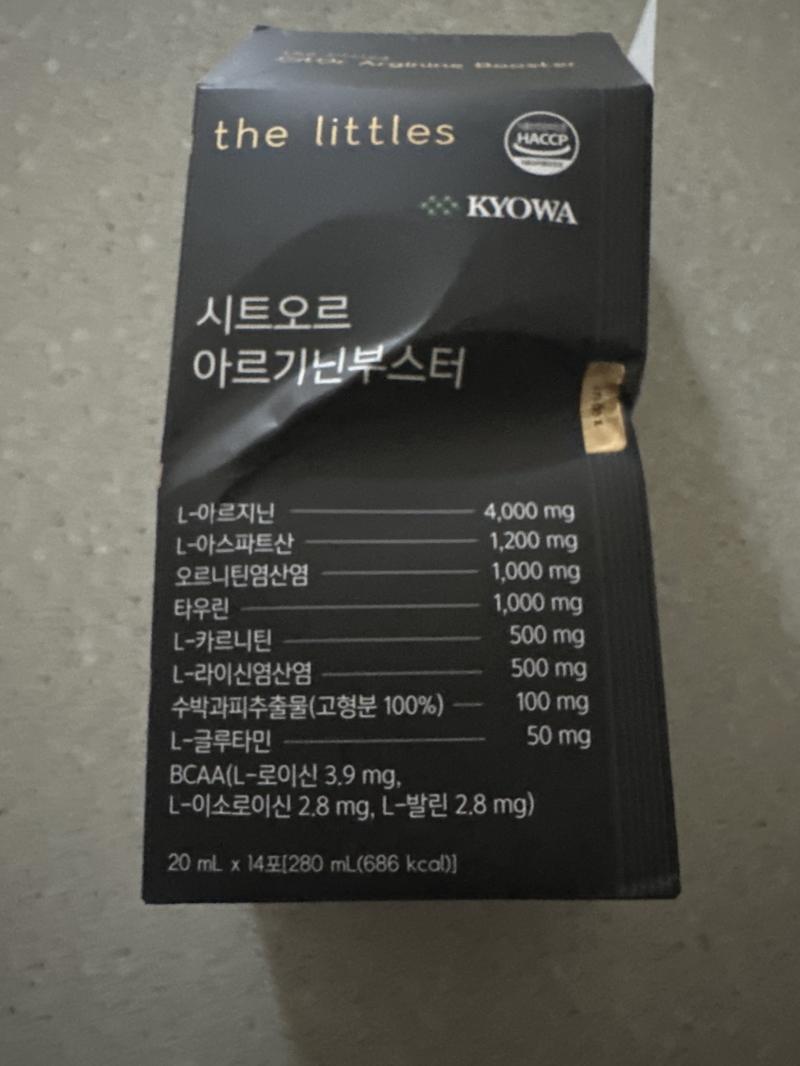 Arginine Booster
the littles
HACCP
KYOWA
시트오르
아르기닌부스터
L-아르지닌 4,000 mg
L-아스파트산 1,200 mg
오르니틴염산염 1,000 mg
타우린 1,000 mg
L-카르니틴 500 mg
L-라이신염산염 500 mg
수박과피추출물(고형분 100%) 100 mg
L-글루타민 50 mg
BCAA(L-로이신 3.9 mg,
L-이소로이신 2.8 mg, L-발린 2.8 mg)
20 mL x 14포[280 mL(686 kcal)]